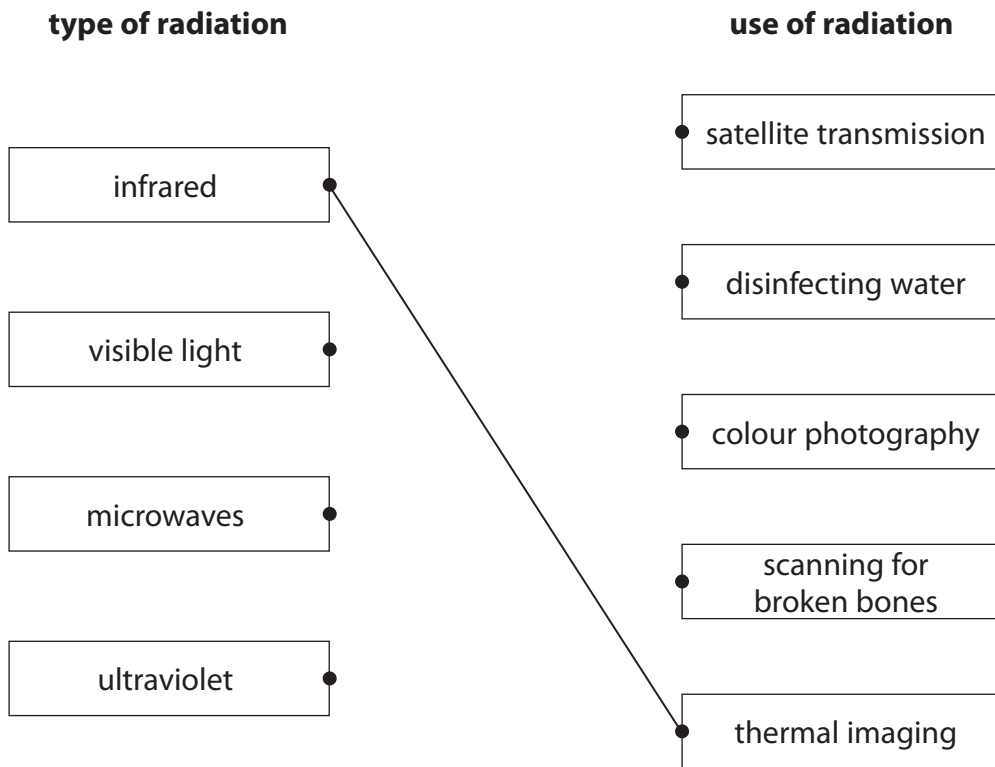 type of radiation
infrared
visible light
microwaves
ultraviolet
use of radiation
satellite transmission
disinfecting water
colour photography
scanning for
broken bones
thermal imaging